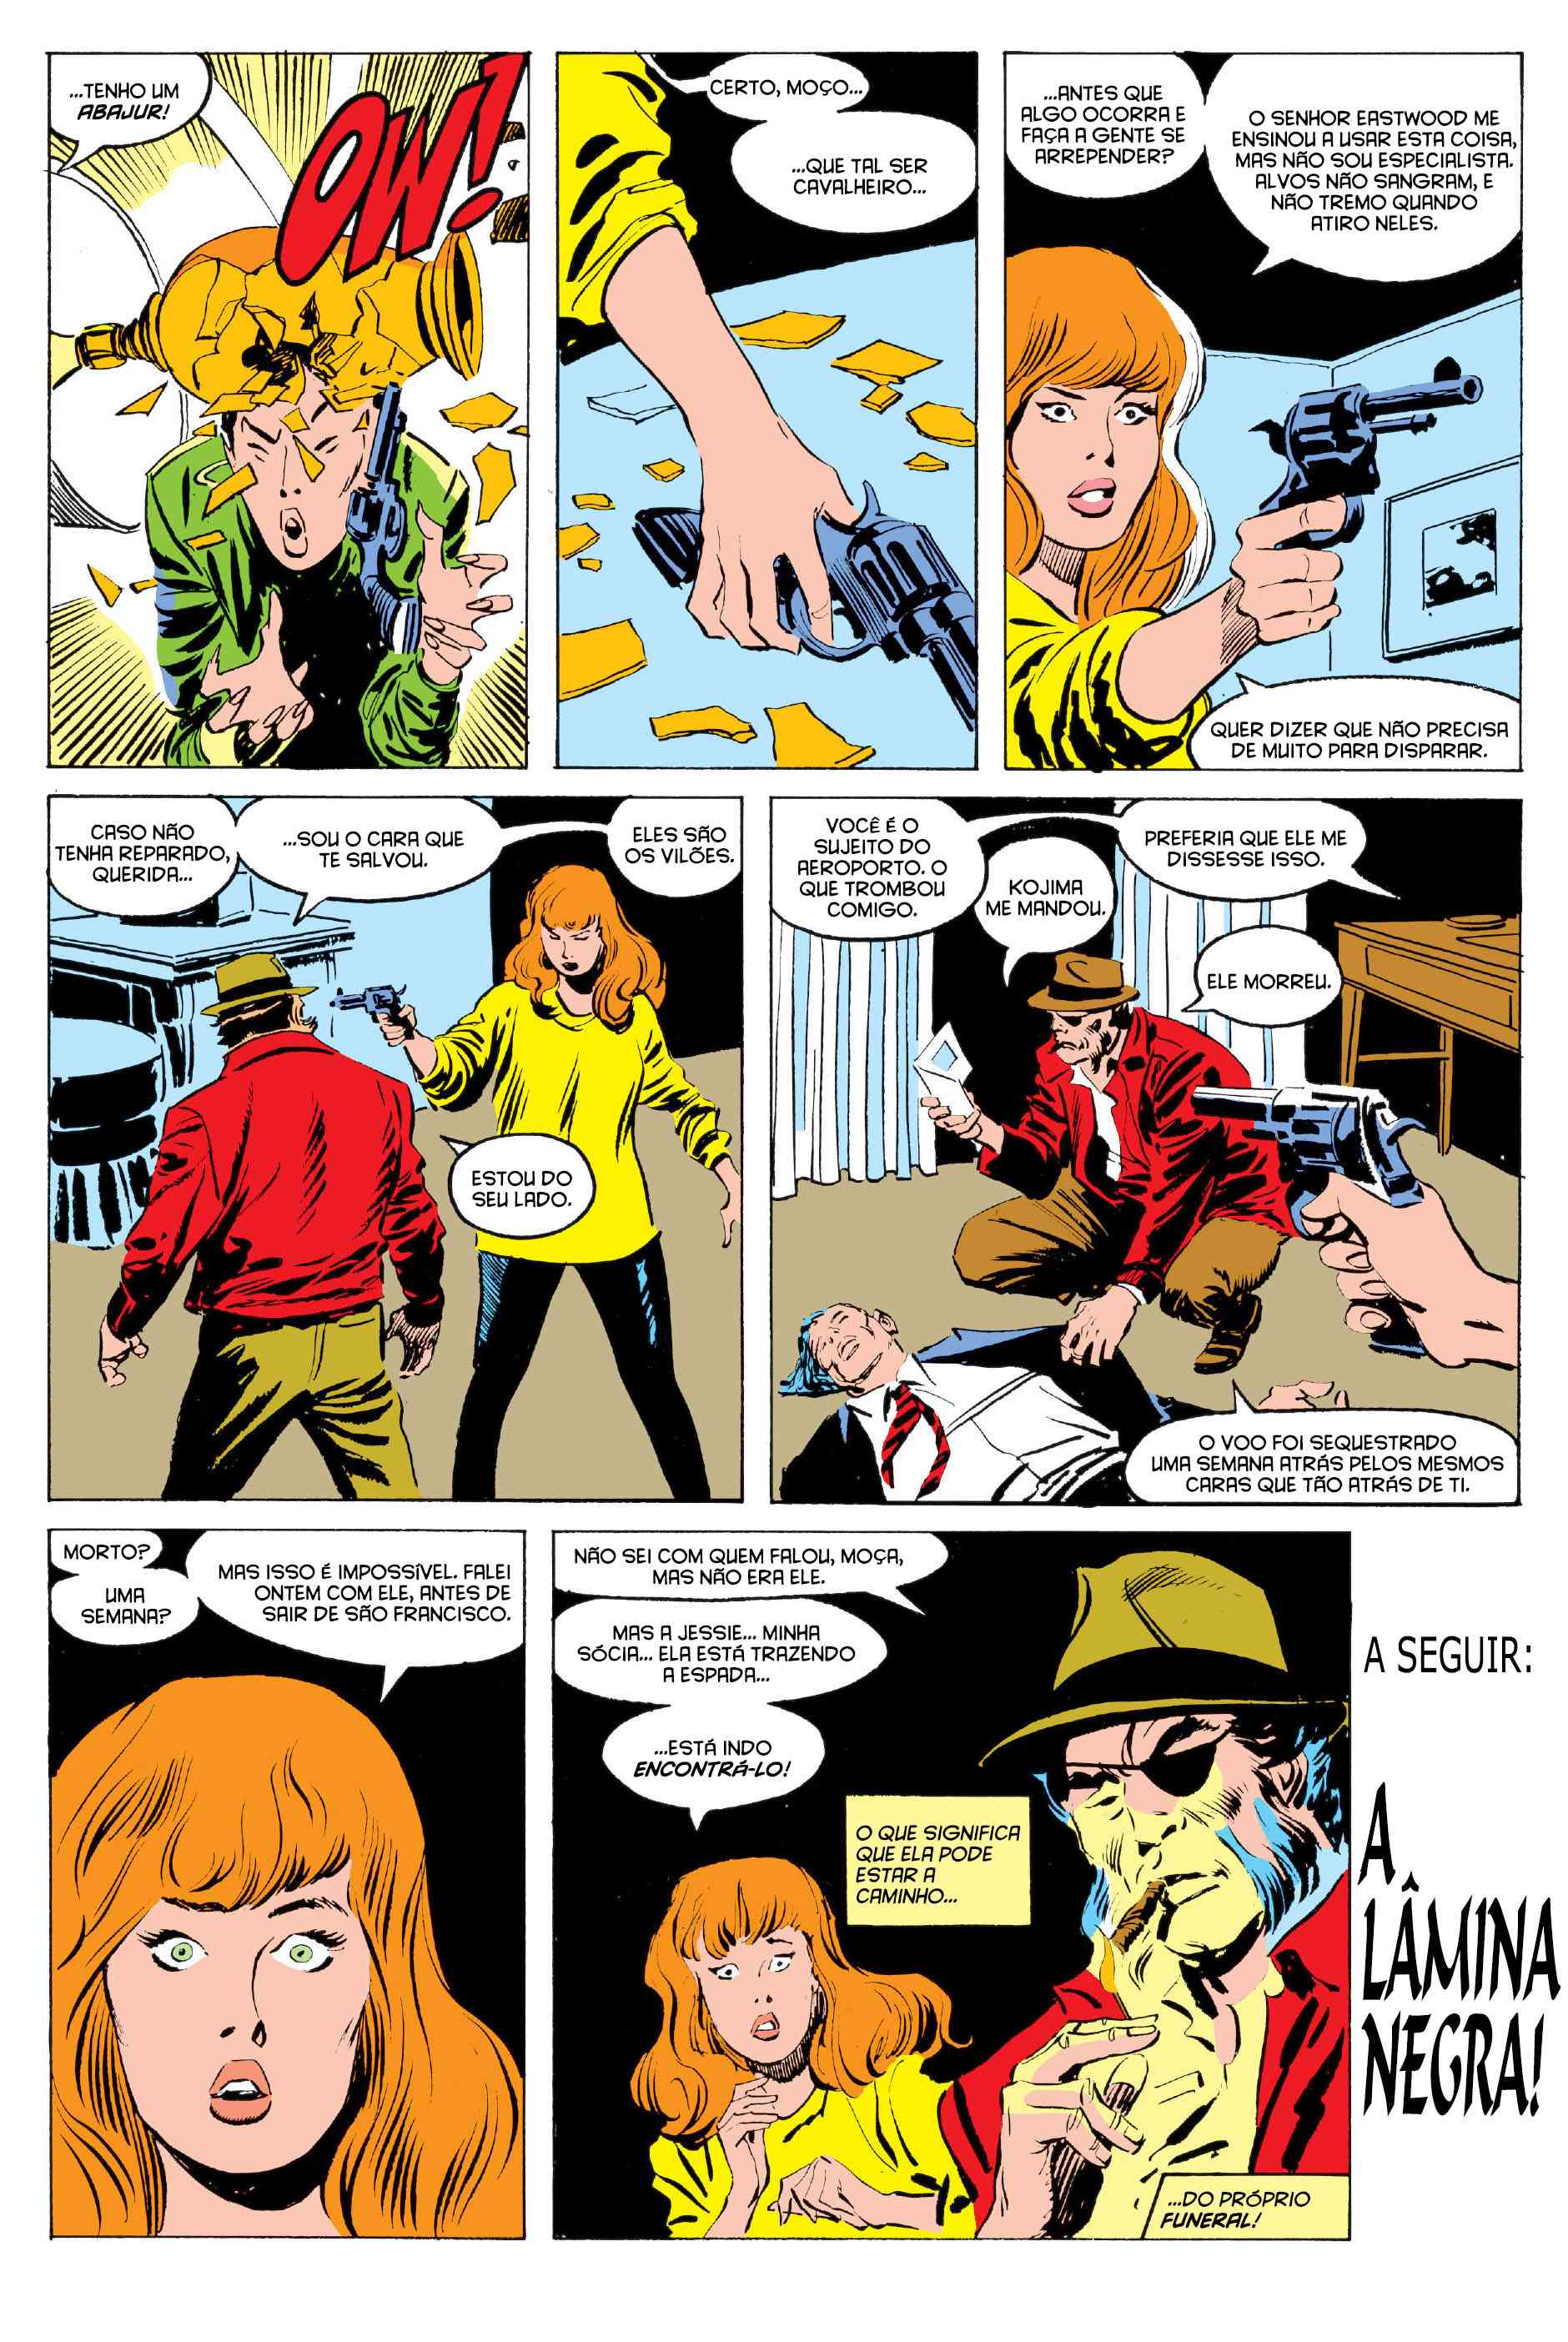 ...TENHO UM
ABAJUR!
OW!
CERTO, MOÇO...
...QUE TAL SER
CAVALHEIRO...
...ANTES QUE
ALGO OCORRA E
FAÇA A GENTE SE
ARREPENDER?
O SENHOR EASTWOOD ME
ENSINOU A USAR ESTA COISA,
MAS NÃO SOU ESPECIALISTA.
ALVOS NÃO SANGRAM, E
NÃO TREMO QUANDO
ATIRO NELES.
QUER DIZER QUE NÃO PRECISA
DE MUITO PARA DISPARAR.
CASO NÃO
TENHA REPARADO,
QUERIDA...
...SOU O CARA QUE
TE SALVOU.
ELES SÃO
OS VILÕES.
ESTOU DO
SEU LADO.
VOCÊ É O
SUJEITO DO
AEROPORTO. O
QUE TROMBOU
COMIGO.
KOJIMA
ME MANDOU.
PREFERIA QUE ELE ME
DISSESSE ISSO.
ELE MORREU.
O VOO FOI SEQUESTRADO
UMA SEMANA ATRÁS PELOS MESMOS
CARAS QUE TÃO ATRÁS DE TI.
MORTO?
UMA
SEMANA?
MAS ISSO É IMPOSSÍVEL. FALEI
ONTEM COM ELE, ANTES DE
SAIR DE SÃO FRANCISCO.
NÃO SEI COM QUEM FALOU, MOÇA,
MAS NÃO ERA ELE.
MAS A JESSIE... MINHA
SÓCIA... ELA ESTÁ TRAZENDO
A ESPADA...
...ESTÁ INDO
ENCONTRÁ-LO!
O QUE SIGNIFICA
QUE ELA PODE
ESTAR A
CAMINHO...
...DO PRÓPRIO
FUNERAL!
A SEGUIR:
A
LÂMINA
NEGRA!